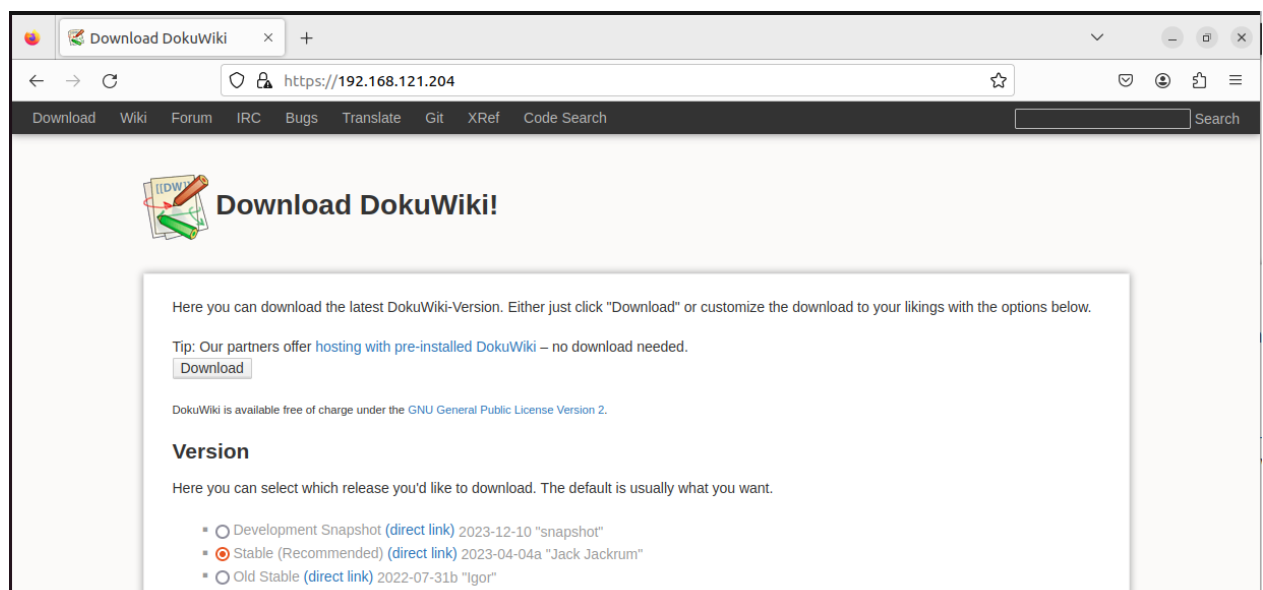 Download DokuWiki
https://192.168.121.204
Download Wiki Forum IRC Bugs Translate Git XRef Code Search Search
[[DW]]
Download DokuWiki!
Here you can download the latest DokuWiki-Version. Either just click "Download" or customize the download to your likings with the options below.
Tip: Our partners offer hosting with pre-installed DokuWiki – no download needed.
Download
DokuWiki is available free of charge under the GNU General Public License Version 2.
Version
Here you can select which release you'd like to download. The default is usually what you want.
Development Snapshot (direct link) 2023-12-10 "snapshot"
Stable (Recommended) (direct link) 2023-04-04a "Jack Jackrum"
Old Stable (direct link) 2022-07-31b "Igor"